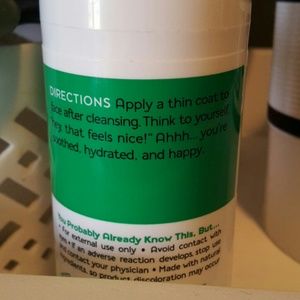 DIRECTIONS Apply a thin coat to
face after cleansing. Think to yourself
"hey, that feels nice!" Ahhh... you're
soothed, hydrated, and happy.
You Probably Already Know This, But...
• For external use only • Avoid contact with
eyes • If an adverse reaction develops, stop use
and contact your physician • Made with natural
ingredients, so product discoloration may occur